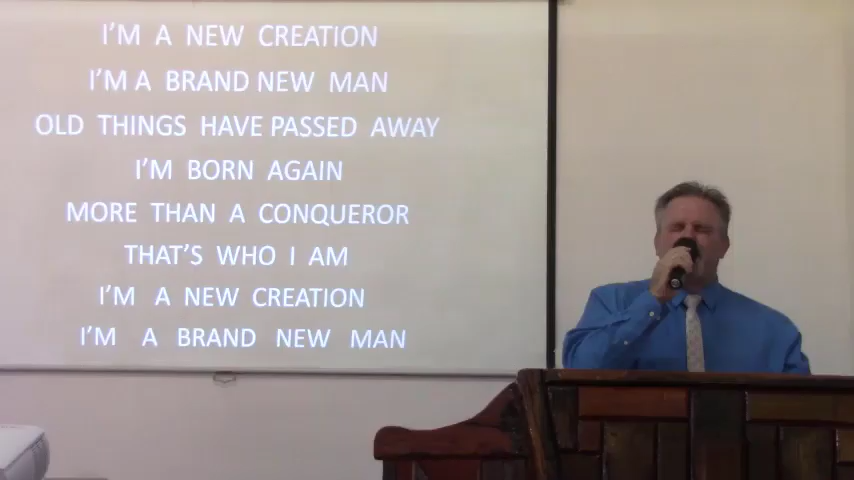 I'M A NEW CREATION
I'M A BRAND NEW MAN
OLD THINGS HAVE PASSED AWAY
I'M BORN AGAIN
MORE THAN A CONQUEROR
THAT'S WHO I AM
I'M A NEW CREATION
I'M A BRAND NEW MAN